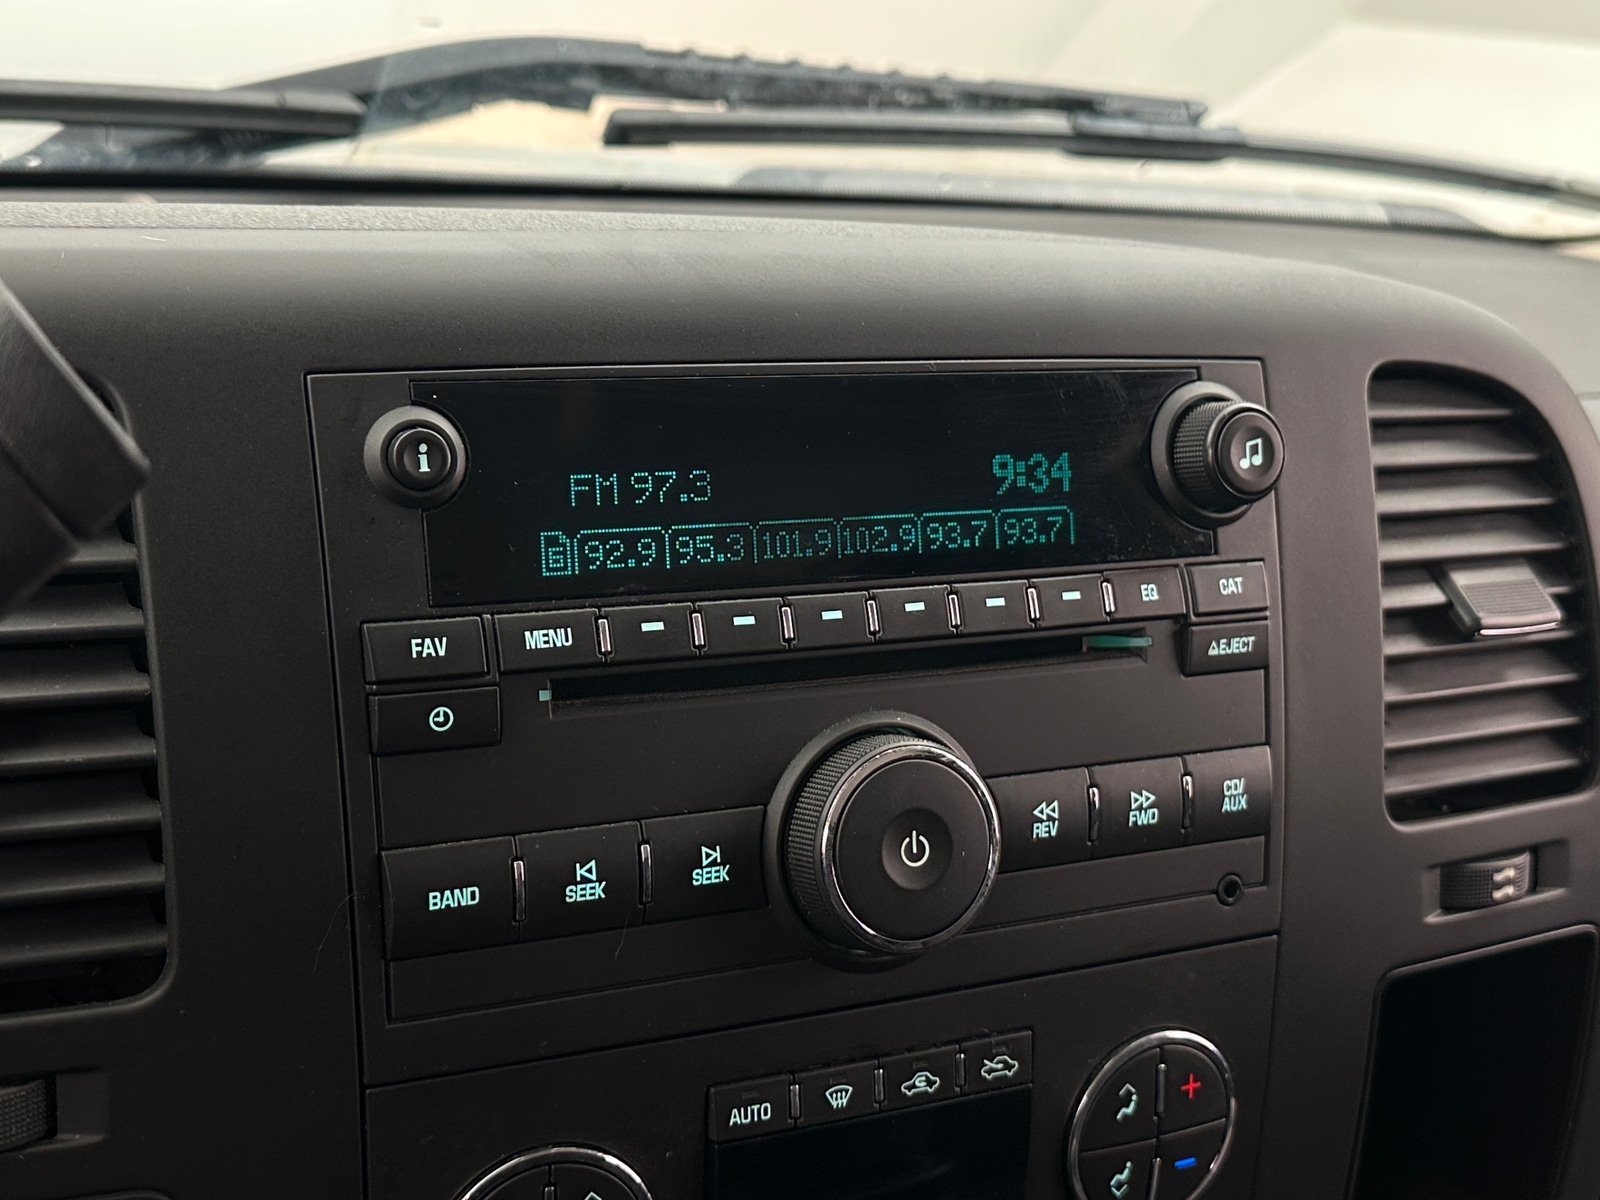 FM 97.3 9:34
6 92.9 95.3 101.9 102.9 93.7 93.7
FAV MENU EQ CAT
EJECT
BAND SEEK SEEK REV FWD CD/
AUX
AUTO